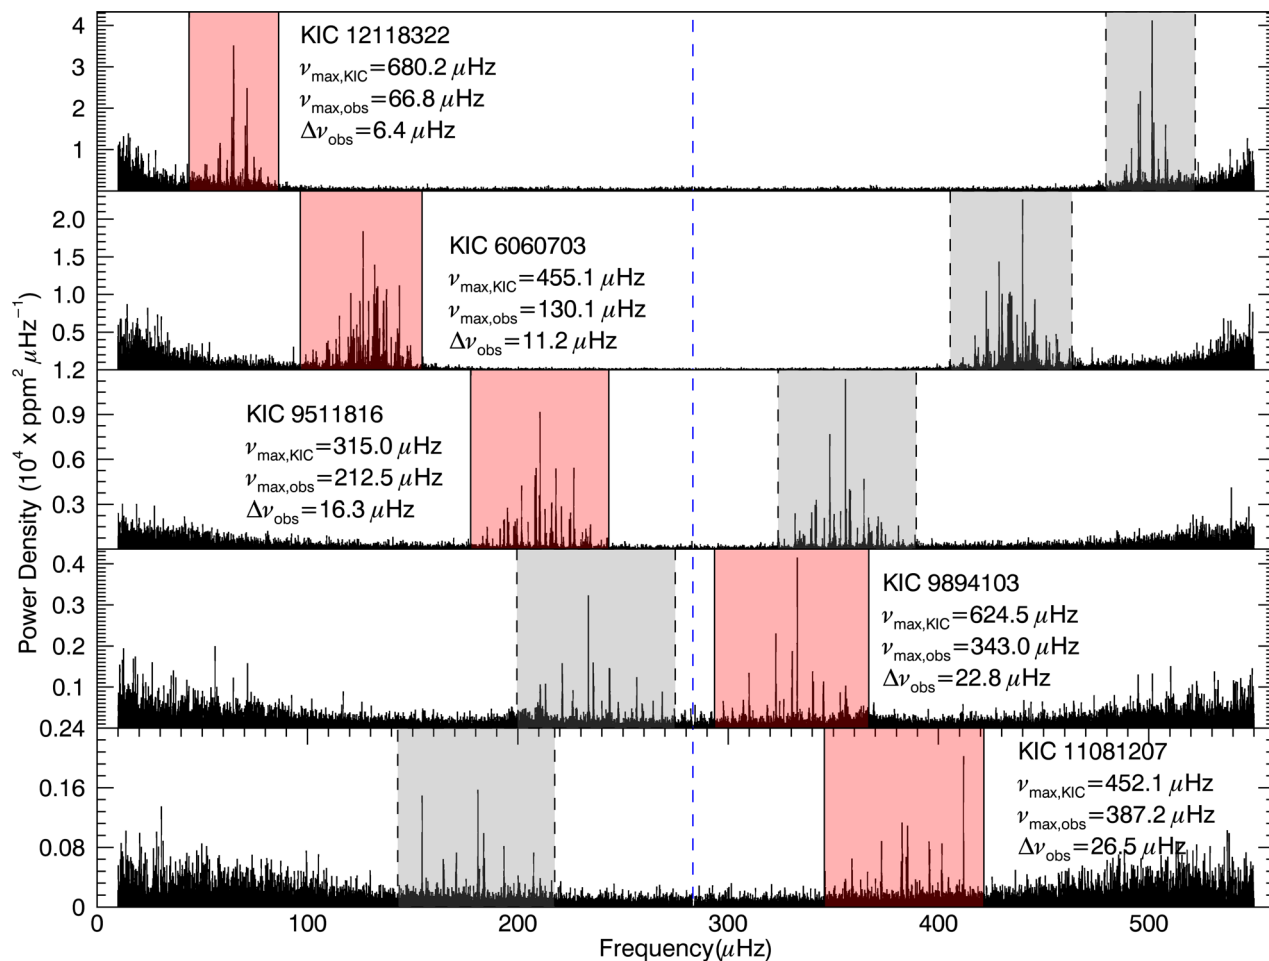 4
3
2
1
KIC 12118322
νmax,KIC=680.2 μHz
νmax,obs=66.8 μHz
Δνobs=6.4 μHz
2.0
1.5
1.0
0.5
KIC 6060703
νmax,KIC=455.1 μHz
νmax,obs=130.1 μHz
Δνobs=11.2 μHz
1.2
0.9
0.6
0.3
KIC 9511816
νmax,KIC=315.0 μHz
νmax,obs=212.5 μHz
Δνobs=16.3 μHz
0.4
0.3
0.2
0.1
KIC 9894103
νmax,KIC=624.5 μHz
νmax,obs=343.0 μHz
Δνobs=22.8 μHz
0.24
0.16
0.08
0
KIC 11081207
νmax,KIC=452.1 μHz
νmax,obs=387.2 μHz
Δνobs=26.5 μHz
Power Density (10⁴ x ppm² μHz⁻¹)
0 100 200 300 400 500
Frequency(μHz)